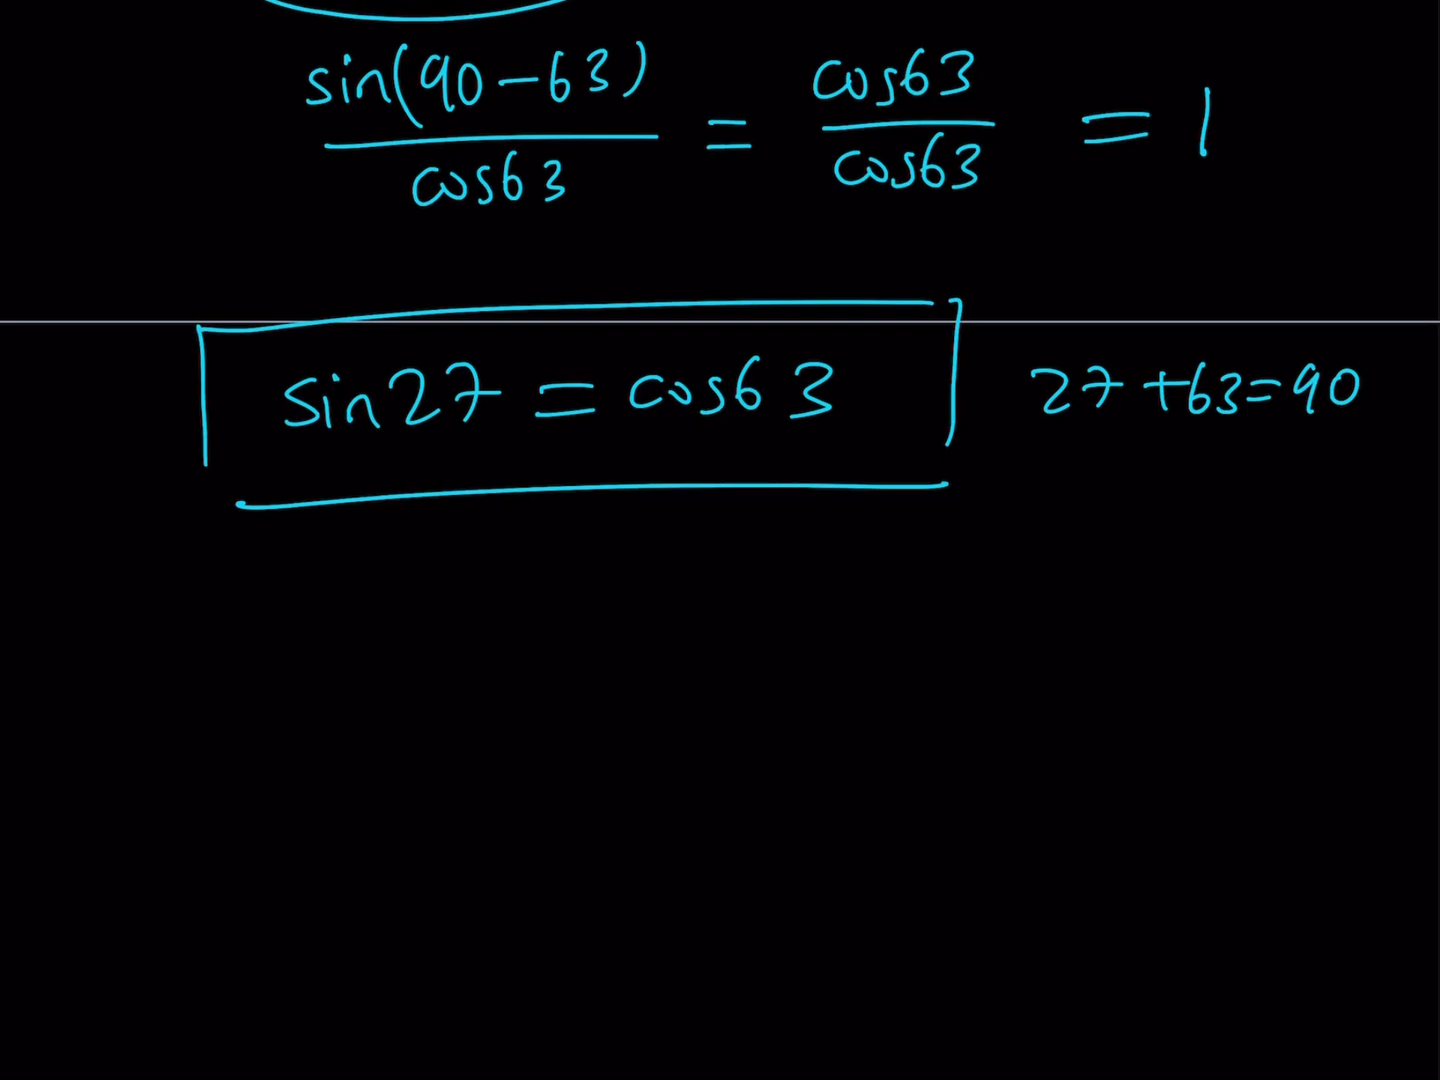 sin(90-63)/cos63 = cos63/cos63 = 1
sin27 = cos63 27+63=90